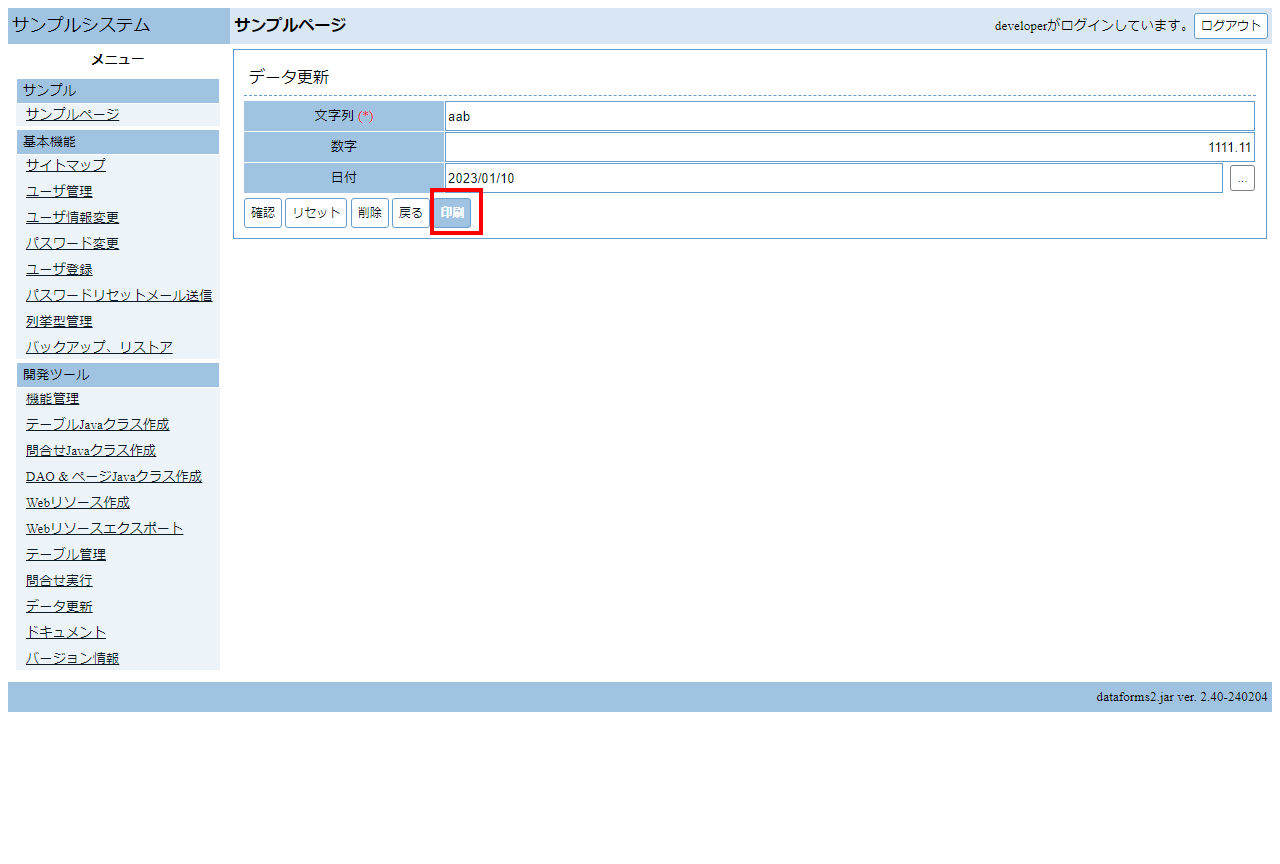 サンプルシステム
サンプルページ
developerがログインしています。 ログアウト
メニュー
サンプル
サンプルページ
基本機能
サイトマップ
ユーザ管理
ユーザ情報変更
パスワード変更
ユーザ登録
パスワードリセットメール送信
列挙型管理
バックアップ、リストア
開発ツール
機能管理
テーブルJavaクラス作成
問合せJavaクラス作成
DAO & ページJavaクラス作成
Webリソース作成
Webリソースエクスポート
テーブル管理
問合せ実行
データ更新
ドキュメント
バージョン情報
データ更新
文字列 (*) aab
数字 1111.11
日付 2023/01/10 ...
確認 リセット 削除 戻る 印刷
dataforms2.jar ver. 2.40-240204